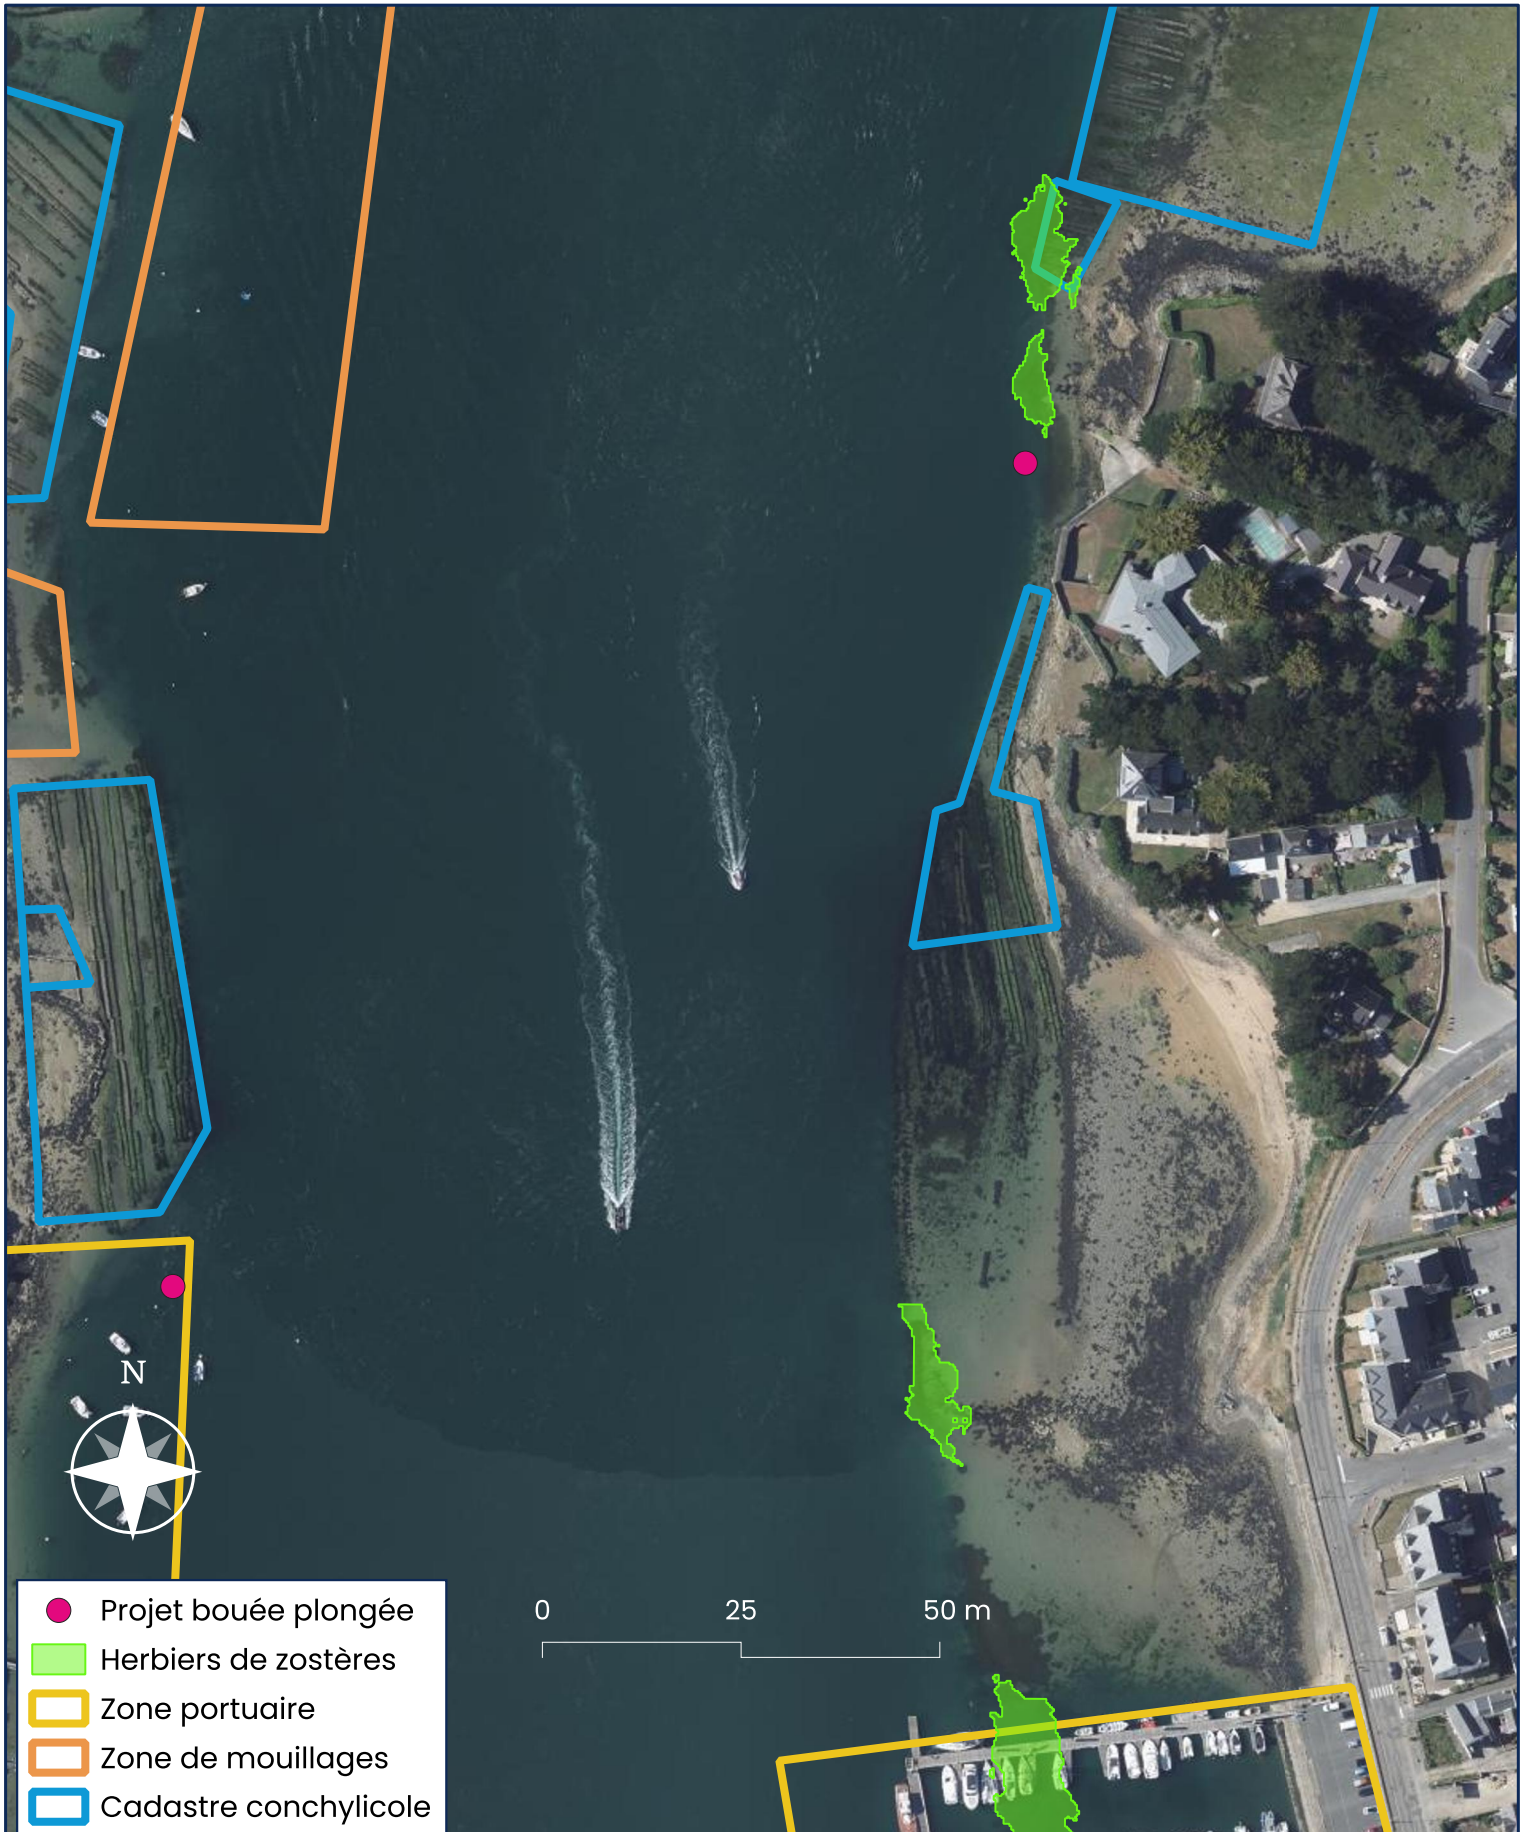 N
Projet bouée plongée
Herbiers de zostères
Zone portuaire
Zone de mouillages
Cadastre conchylicole
0 25 50 m